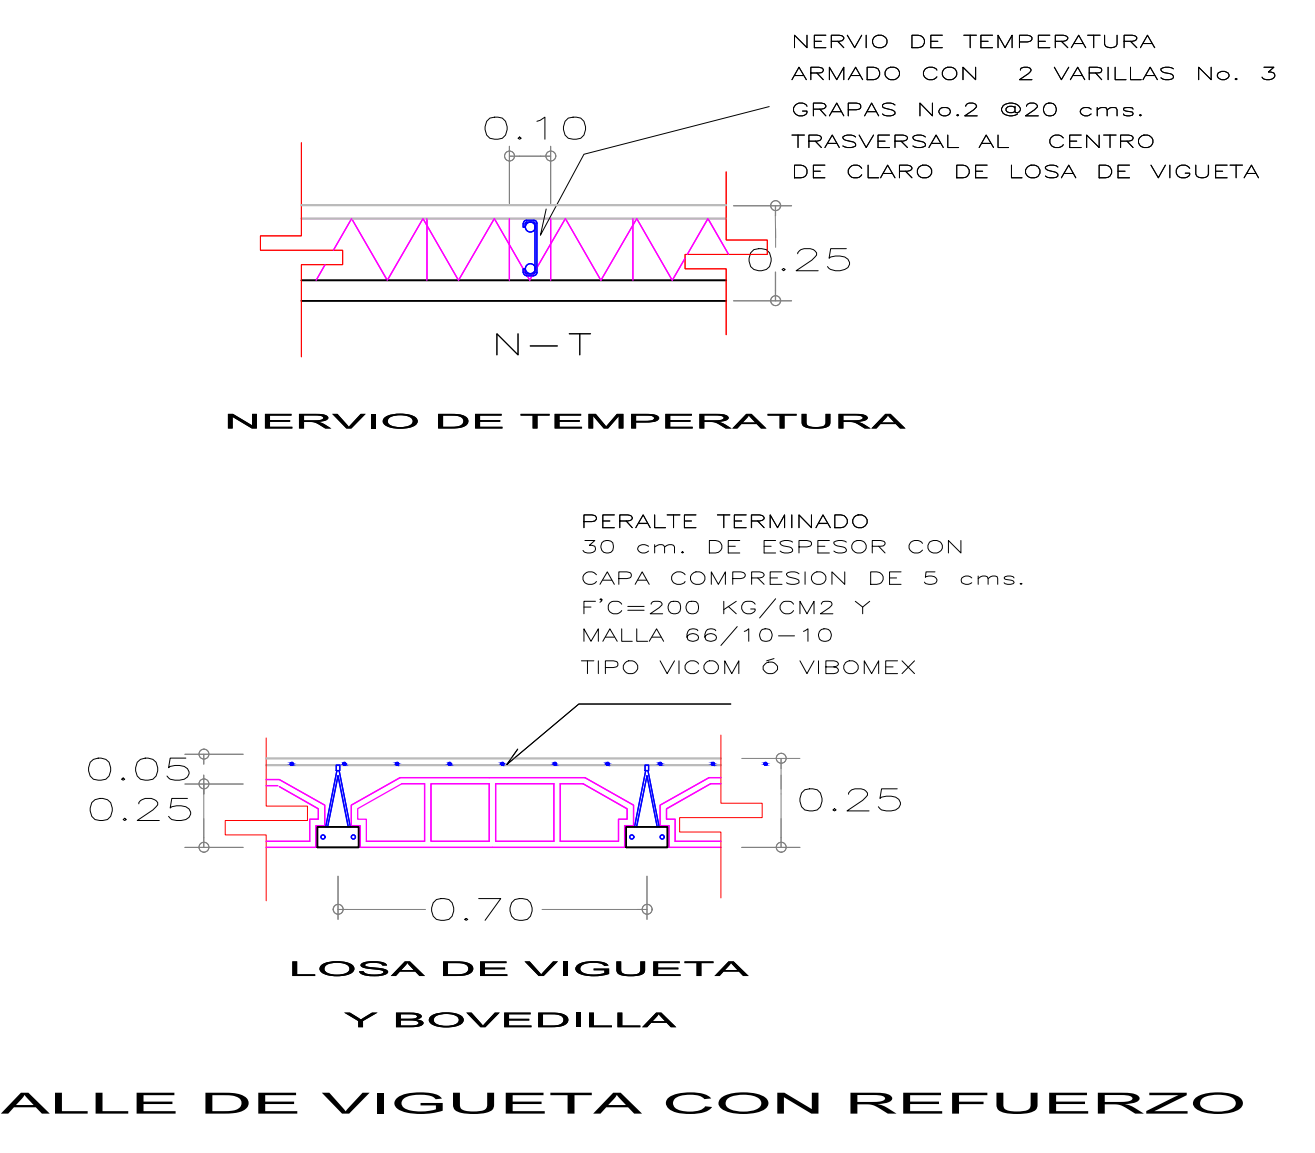 NERVIO DE TEMPERATURA
ARMADO CON 2 VARILLAS No. 3
GRAPAS No.2 @20 cms.
TRASVERSAL AL CENTRO
DE CLARO DE LOSA DE VIGUETA
0.10
0.25
N-T
NERVIO DE TEMPERATURA
PERALTE TERMINADO
30 cm. DE ESPESOR CON
CAPA COMPRESION DE 5 cms.
F'C=200 KG/CM2 Y
MALLA 66/10-10
TIPO VICOM Ó VIBOMEX
0.05
0.25
0.25
0.70
LOSA DE VIGUETA
Y BOVEDILLA
ALLE DE VIGUETA CON REFUERZO